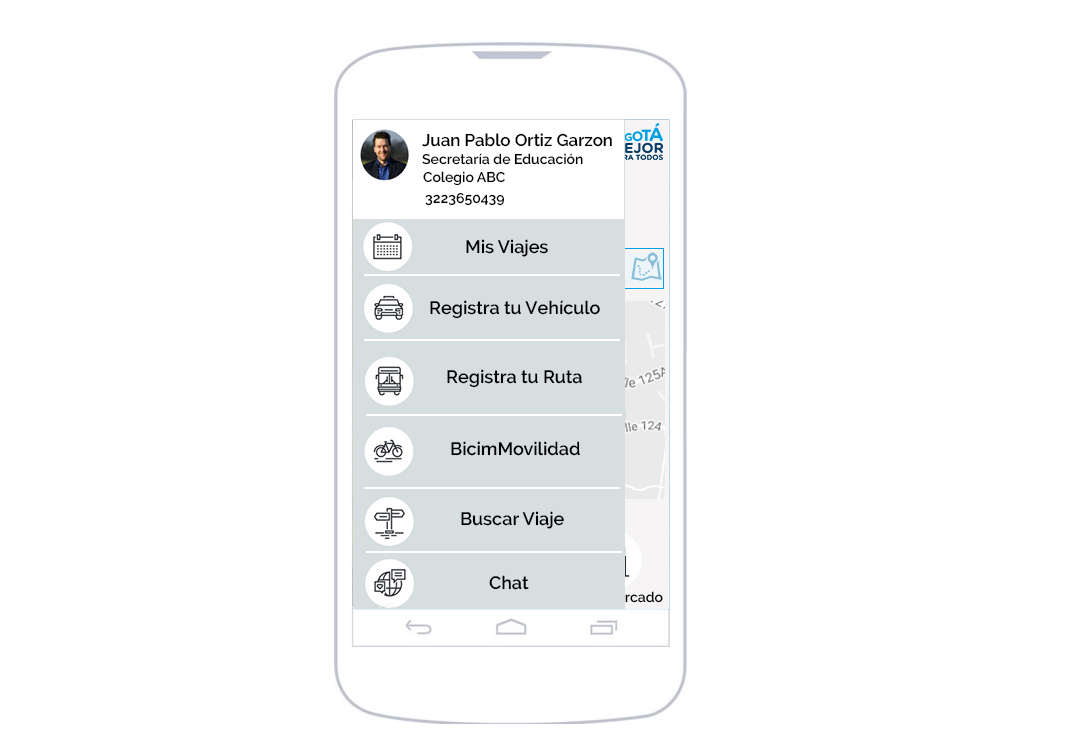 Juan Pablo Ortiz Garzon
Secretaría de Educación
Colegio ABC
3223650439
GOTÁ
EJOR
RA TODOS
Mis Viajes
Registra tu Vehículo
Registra tu Ruta
125A
BicimMovilidad
lle 124
Buscar Viaje
Chat
rcado